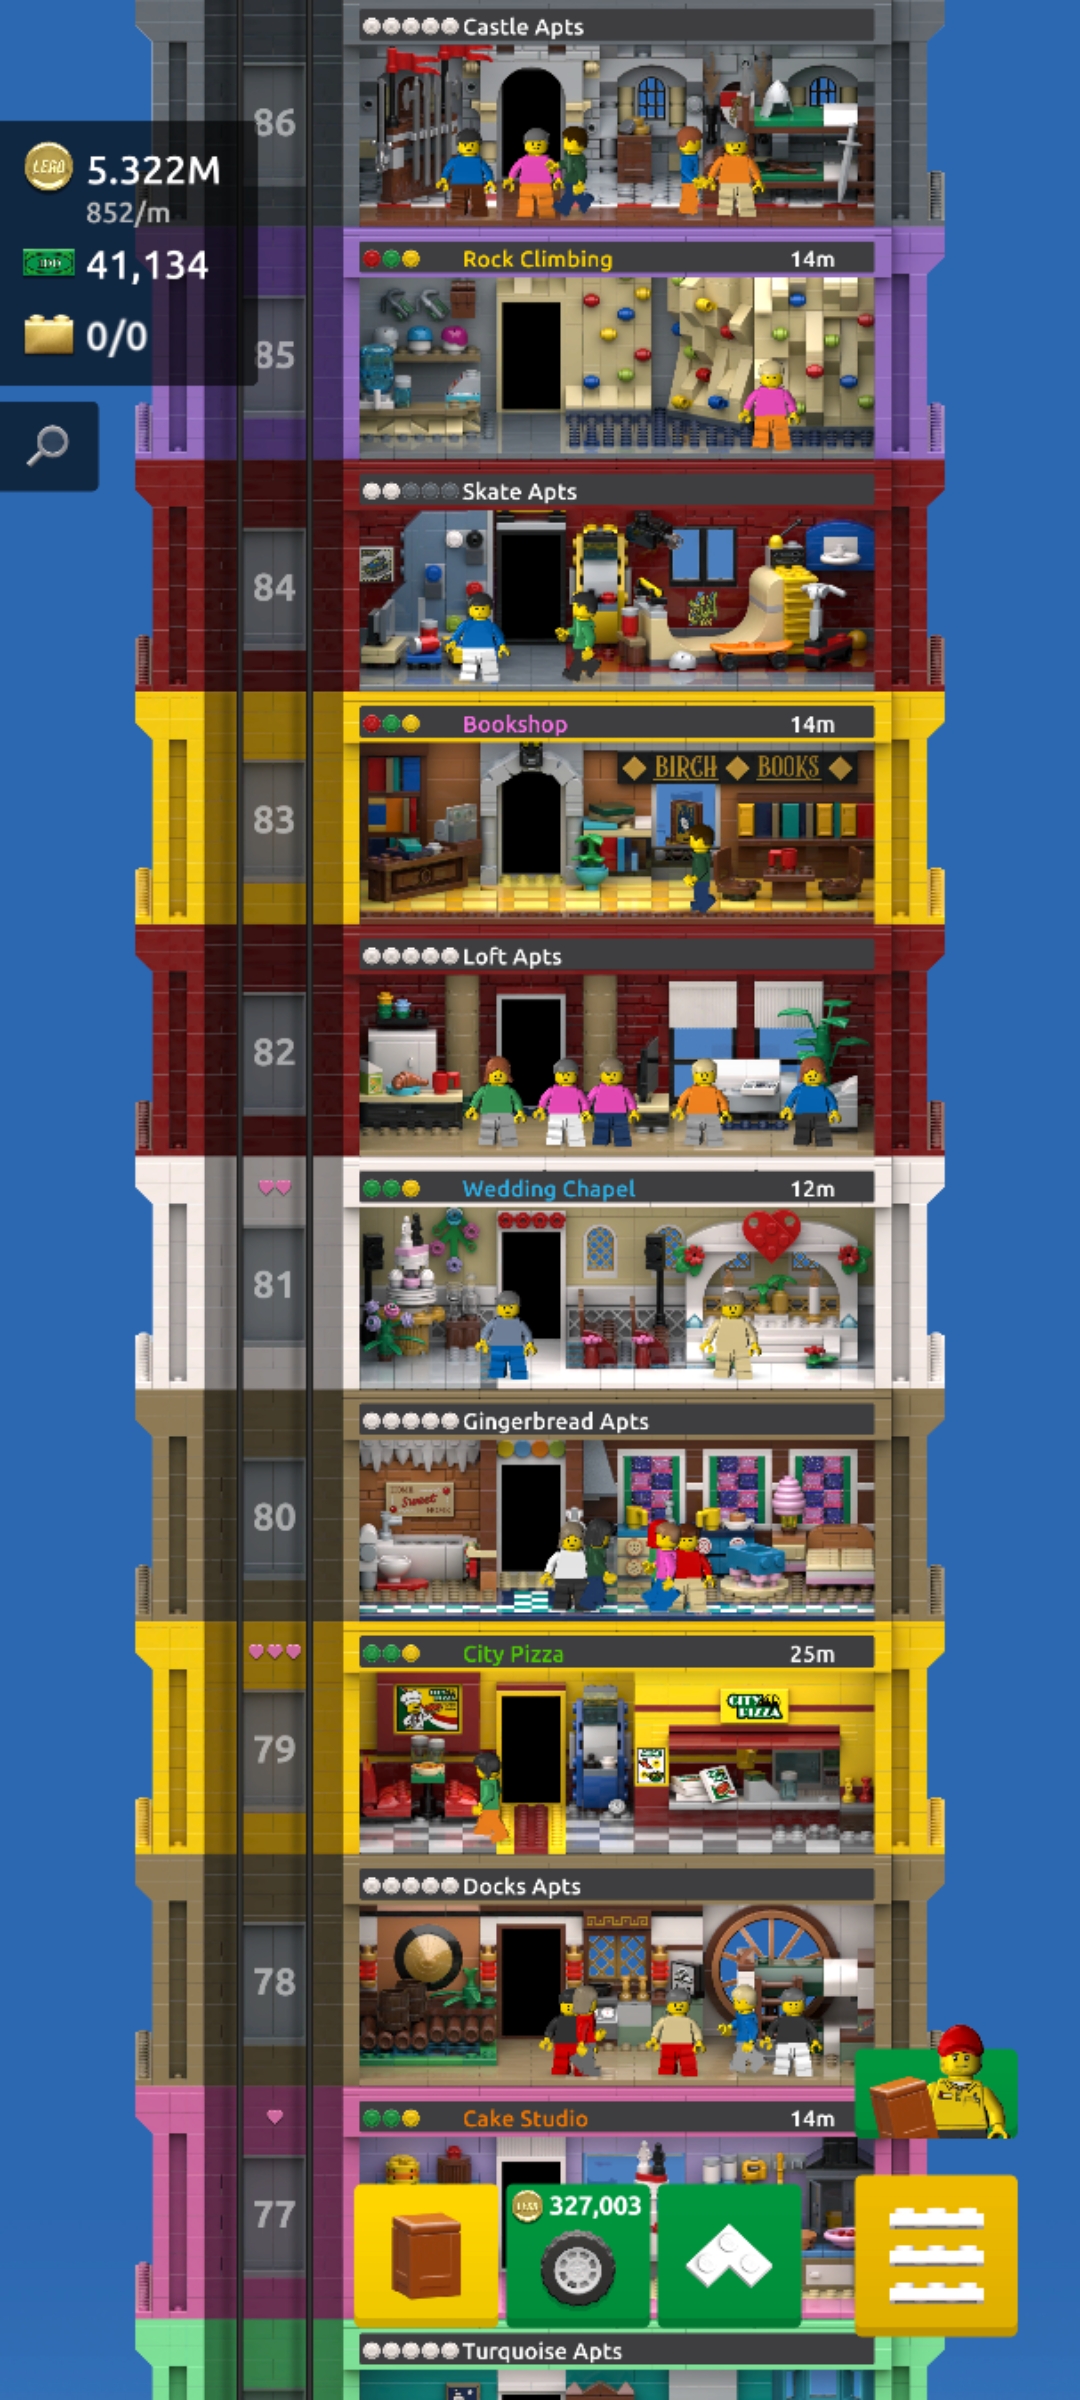 Castle Apts
86
LEGO 5.322M
852/m
41,134
0/0
Rock Climbing 14m
85
Skate Apts
84
Bookshop 14m
BIRCH BOOKS
83
Loft Apts
82
Wedding Chapel 12m
81
Gingerbread Apts
Sweet
80
City Pizza 25m
CITY PIZZA
79
Docks Apts
78
Cake Studio 14m
77
327,003
Turquoise Apts